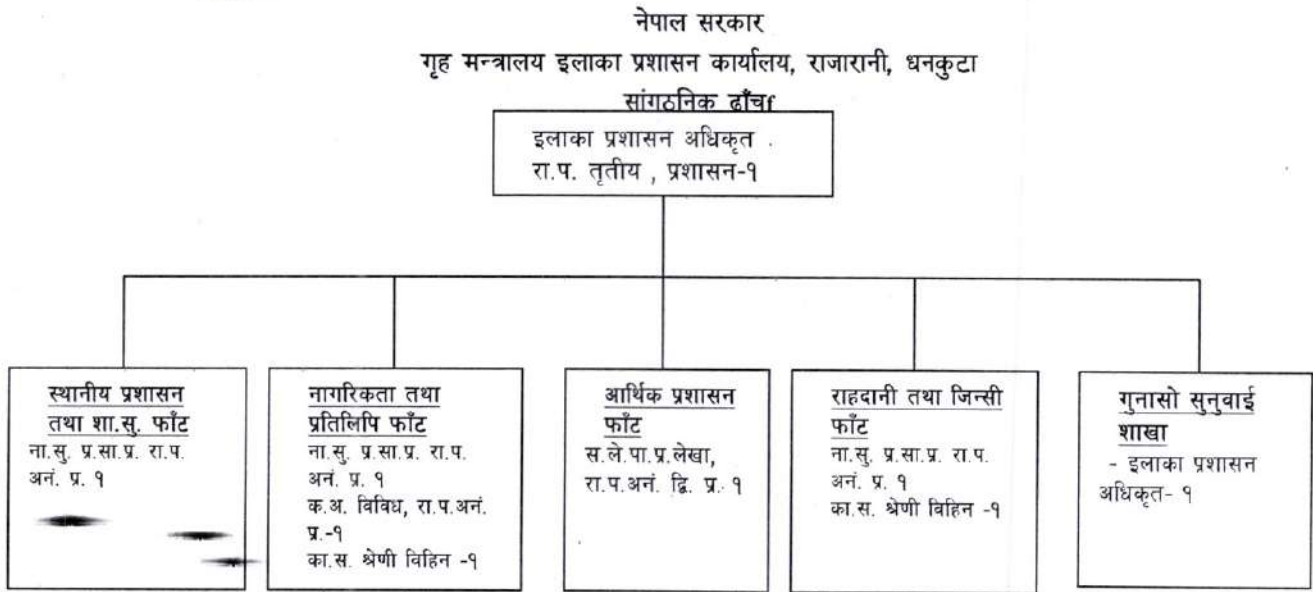 नेपाल सरकार
गृह मन्त्रालय इलाका प्रशासन कार्यालय, राजारानी, धनकुटा
सांगठनिक ढाँचा
इलाका प्रशासन अधिकृत .
रा.प. तृतीय , प्रशासन-१
स्थानीय प्रशासन
तथा शा.सु. फाँट
ना.सु. प्र.सा.प्र. रा.प.
अनं. प्र. १
नागरिकता तथा
प्रतिलिपि फाँट
ना.सु. प्र.सा.प्र. रा.प.
अनं. प्र. १
क.अ. विविध, रा.प.अनं.
प्र.-१
का.स. श्रेणी विहिन -१
आर्थिक प्रशासन
फाँट
स.ले.पा.प्र.लेखा,
रा.प.अनं. द्वि. प्र. १
राहदानी तथा जिन्सी
फाँट
ना.सु. प्र.सा.प्र. रा.प.
अनं. प्र. १
का.स. श्रेणी विहिन -१
गुनासो सुनुवाई
शाखा
- इलाका प्रशासन
अधिकृत- १